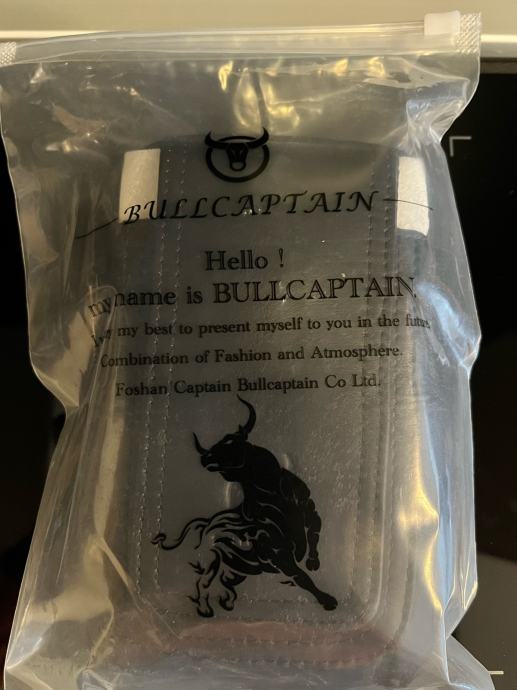 BULLCAPTAIN
Hello !
my name is BULLCAPTAIN.
my best to present myself to you in the future
Combination of Fashion and Atmosphere.
Foshan Captain Bullcaptain Co Ltd.